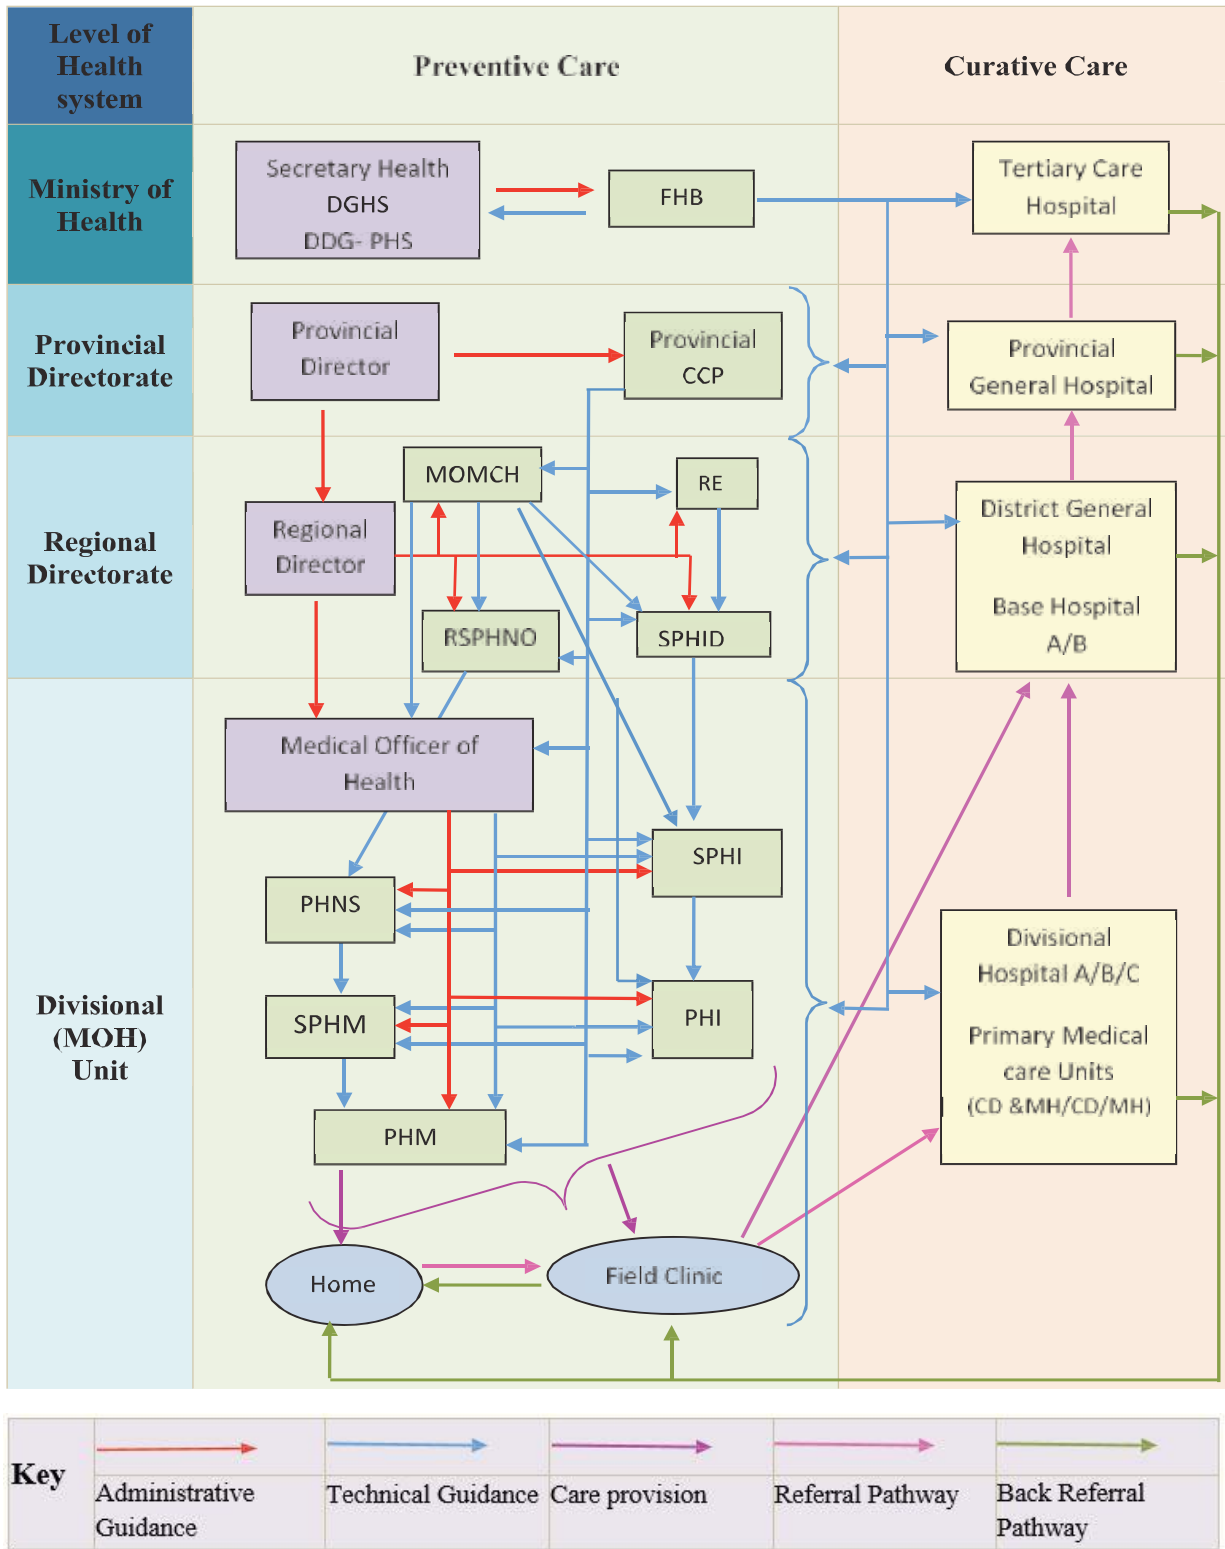 Level of
Health
system
Preventive Care
Curative Care
Ministry of
Health
Secretary Health
DGHS
DDG- PHS
FHB
Tertiary Care
Hospital
Provincial
Directorate
Provincial
Director
Provincial
CCP
Provincial
General Hospital
Regional
Directorate
MOMCH
RE
Regional
Director
RSPHNO
SPHID
District General
Hospital
Base Hospital
A/B
Divisional
(MOH)
Unit
Medical Officer of
Health
SPHI
PHNS
SPHM
PHI
PHM
Divisional
Hospital A/B/C
Primary Medical
care Units
(CD &MH/CD/MH)
Home
Field Clinic
Key
Administrative
Guidance
Technical Guidance
Care provision
Referral Pathway
Back Referral
Pathway